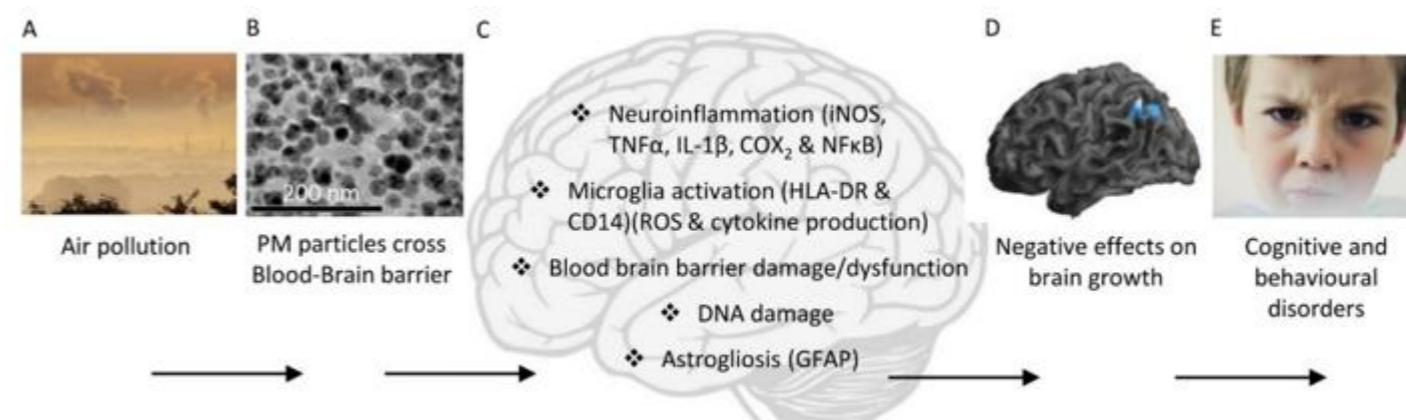 A
B
C
D
E
200 nm
Air pollution
PM particles cross
Blood-Brain barrier
❖ Neuroinflammation (iNOS,
TNFα, IL-1β, COX₂ & NFκB)
❖ Microglia activation (HLA-DR &
CD14)(ROS & cytokine production)
❖ Blood brain barrier damage/dysfunction
❖ DNA damage
❖ Astrogliosis (GFAP)
Negative effects on
brain growth
Cognitive and
behavioural
disorders